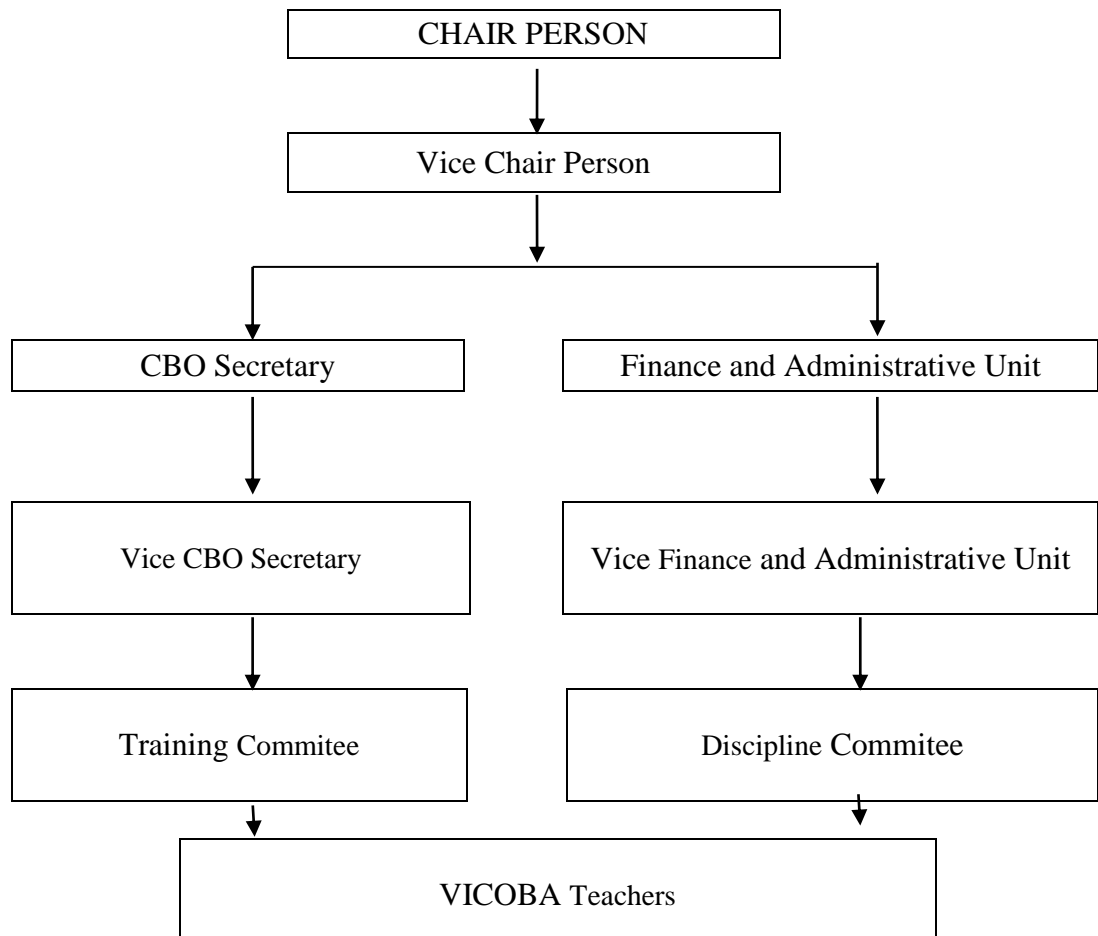 CHAIR PERSON
Vice Chair Person
CBO Secretary
Finance and Administrative Unit
Vice CBO Secretary
Vice Finance and Administrative Unit
Training Commitee
Discipline Commitee
VICOBA Teachers